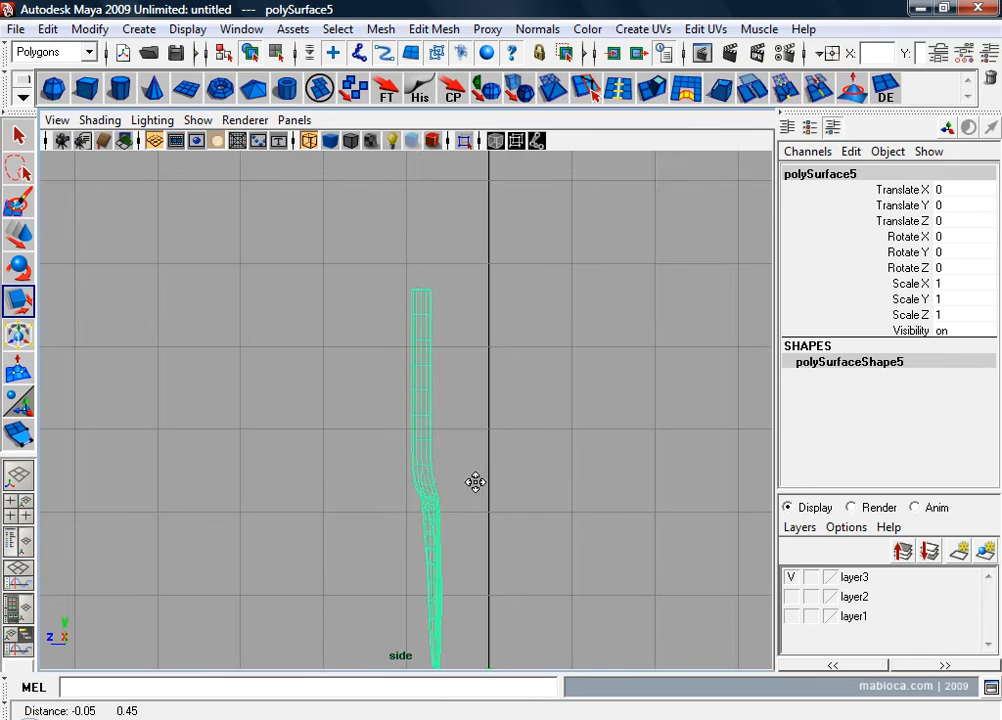 Autodesk Maya 2009 Unlimited: untitled --- polySurface5
File Edit Modify Create Display Window Assets Select Mesh Edit Mesh Proxy Normals Color Create UVs Edit UVs Muscle Help
Polygons X: Y:
FT His CP DE
View Shading Lighting Show Renderer Panels
Channels Edit Object Show
polySurface5
Translate X 0
Translate Y 0
Translate Z 0
Rotate X 0
Rotate Y 0
Rotate Z 0
Scale X 1
Scale Y 1
Scale Z 1
Visibility on
SHAPES
polySurfaceShape5
Display Render Anim
Layers Options Help
V layer3
layer2
layer1
y
z x
side
<< >>
MEL
mabioca.com | 2009
Distance: -0.05 0.45